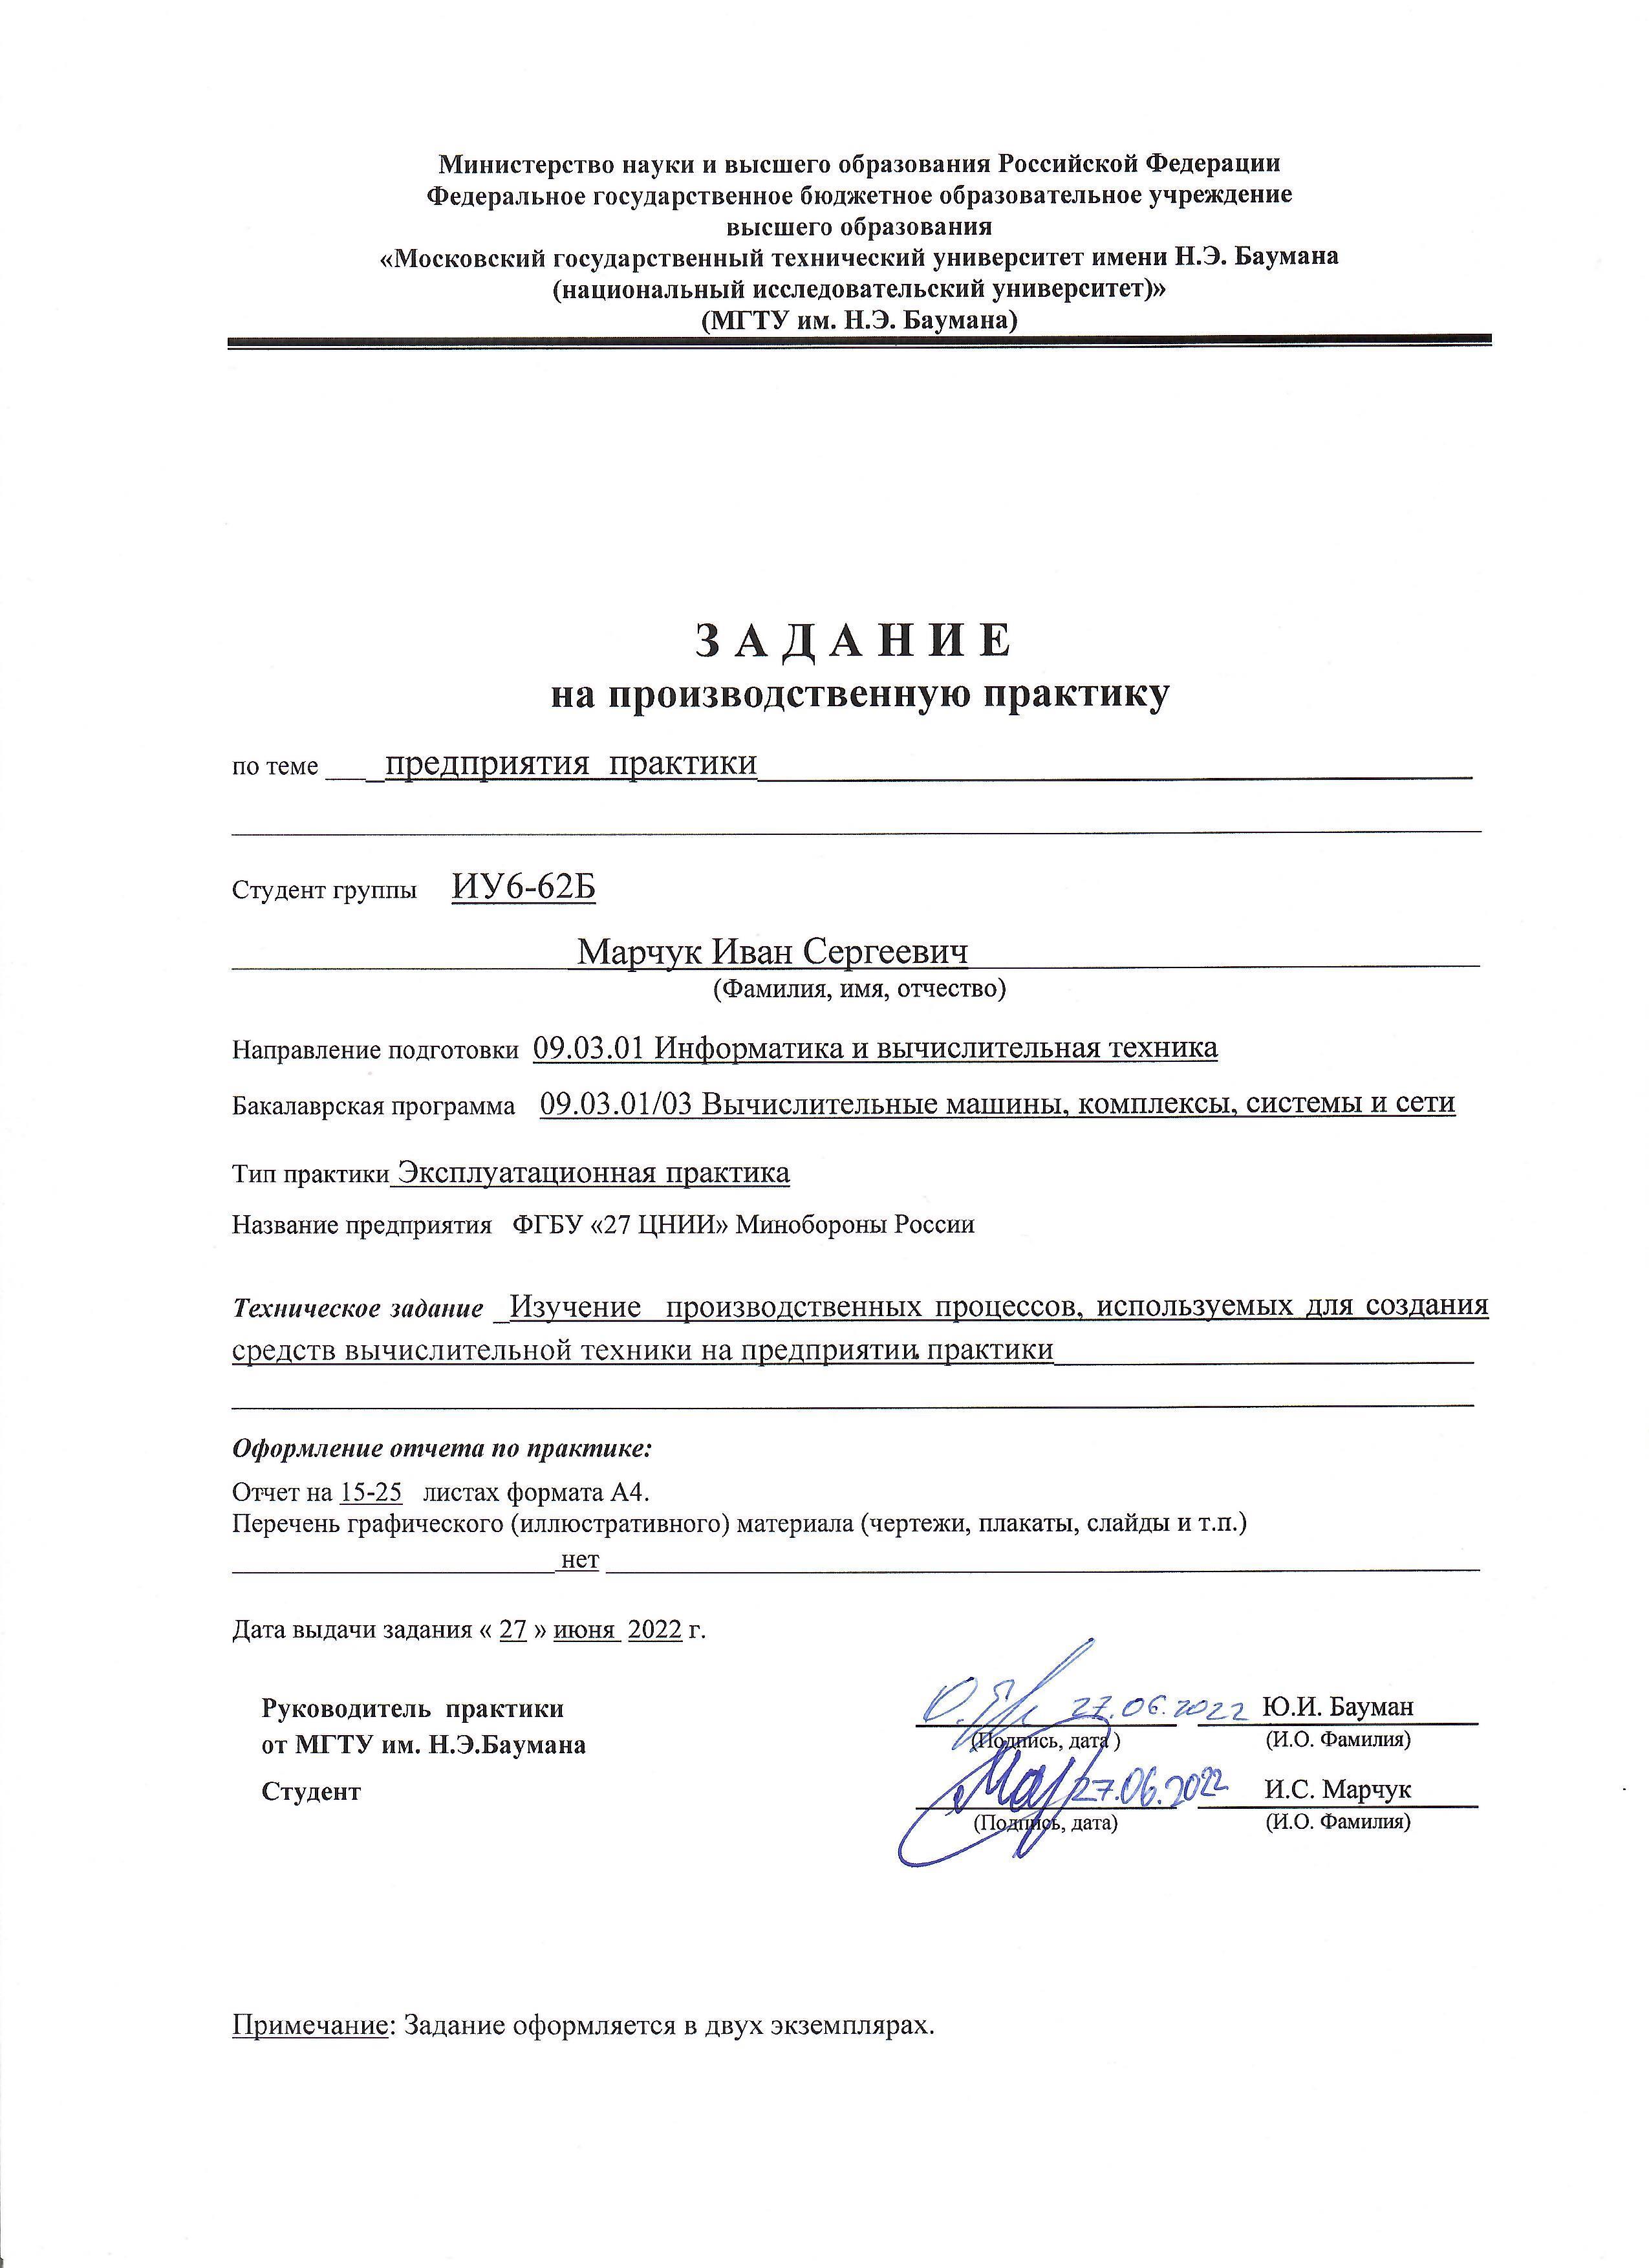 Министерство науки и высшего образования Российской Федерации
Федеральное государственное бюджетное образовательное учреждение
высшего образования
«Московский государственный технический университет имени Н.Э. Баумана
(национальный исследовательский университет)»
(МГТУ им. Н.Э. Баумана)
З А Д А Н И Е
на производственную практику
по теме предприятия практики
Студент группы ИУ6-62Б
Марчук Иван Сергеевич
(Фамилия, имя, отчество)
Направление подготовки 09.03.01 Информатика и вычислительная техника
Бакалаврская программа 09.03.01/03 Вычислительные машины, комплексы, системы и сети
Тип практики Эксплуатационная практика
Название предприятия ФГБУ «27 ЦНИИ» Минобороны России
Техническое задание Изучение производственных процессов, используемых для создания
средств вычислительной техники на предприятии. практики
Оформление отчета по практике:
Отчет на 15-25 листах формата А4.
Перечень графического (иллюстративного) материала (чертежи, плакаты, слайды и т.п.)
нет
Дата выдачи задания « 27 » июня 2022 г.
Руководитель практики 27.06.2022 Ю.И. Бауман
от МГТУ им. Н.Э.Баумана (Подпись, дата ) (И.О. Фамилия)
Студент 27.06.2022 И.С. Марчук
(Подпись, дата) (И.О. Фамилия)
Примечание: Задание оформляется в двух экземплярах.